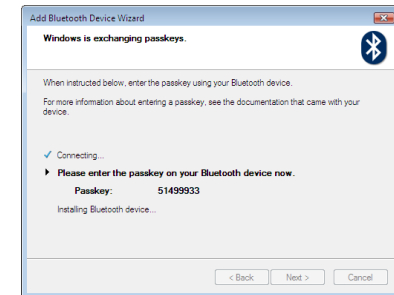 Add Bluetooth Device Wizard
Windows is exchanging passkeys.
When instructed below, enter the passkey using your Bluetooth device.
For more information about entering a passkey, see the documentation that came with your
device.
Connecting...
Please enter the passkey on your Bluetooth device now.
Passkey: 51499933
Installing Bluetooth device...
< Back Next > Cancel